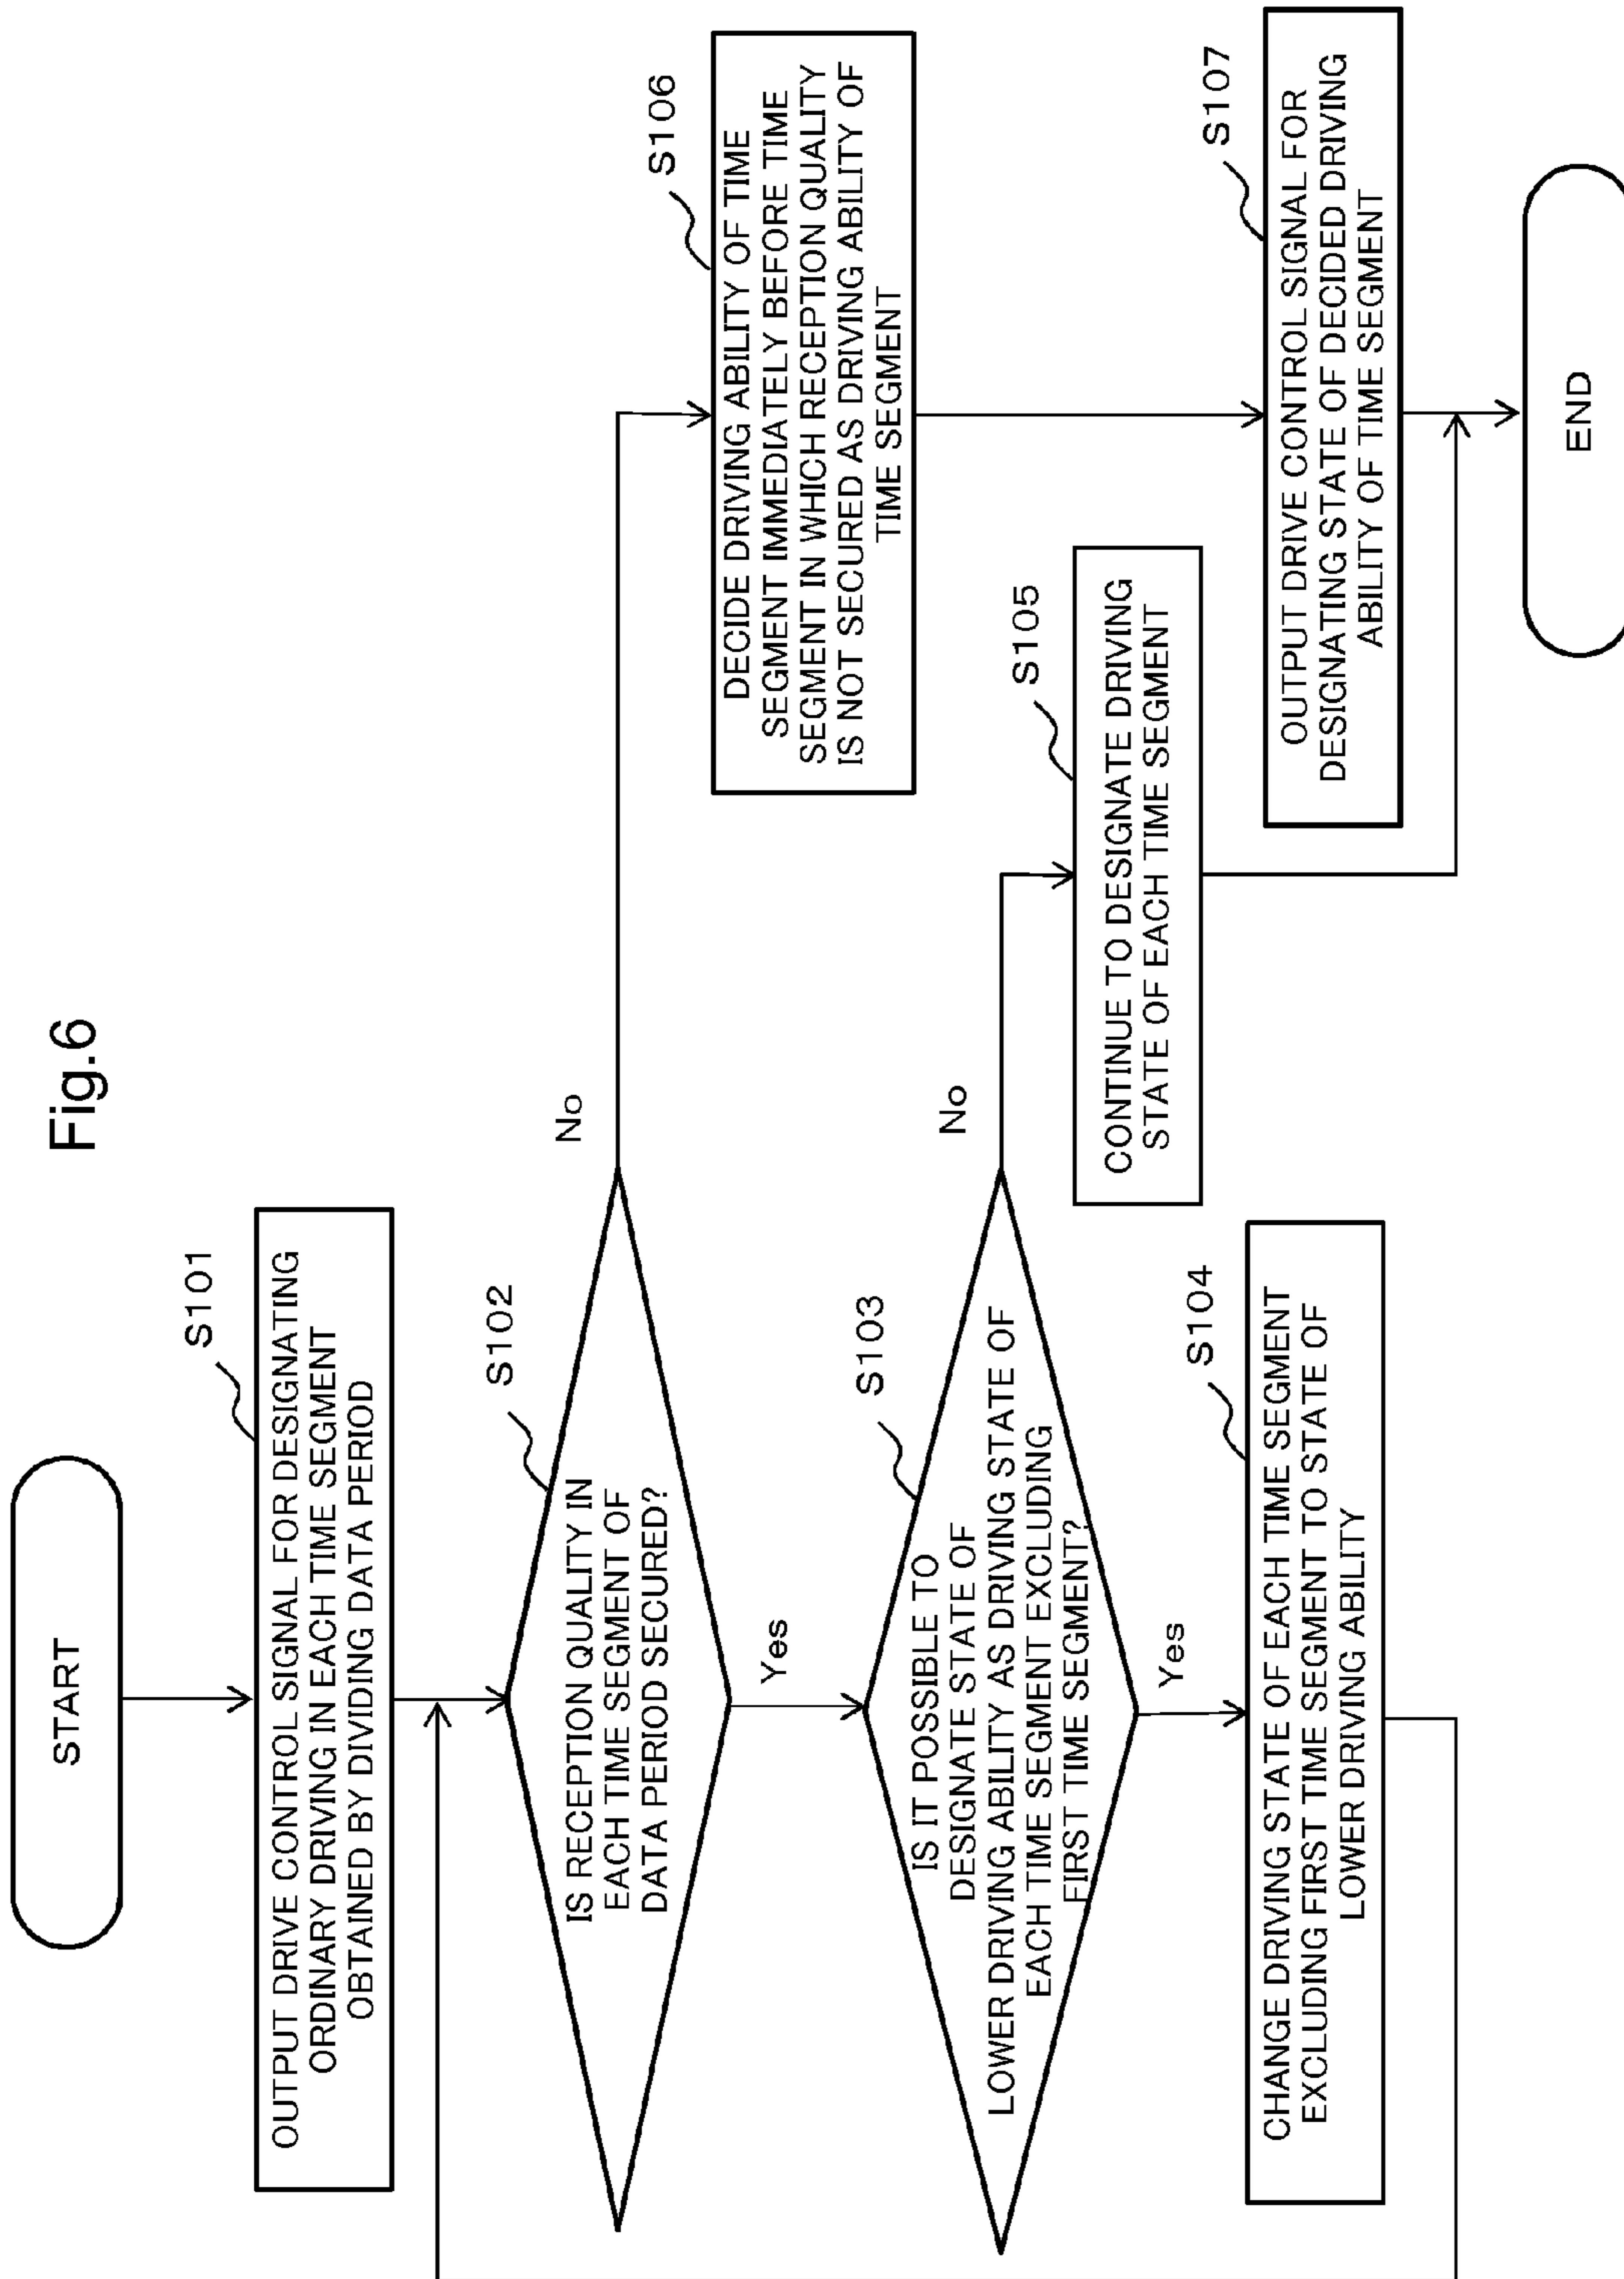 Fig.6
START
S101
OUTPUT DRIVE CONTROL SIGNAL FOR DESIGNATING
ORDINARY DRIVING IN EACH TIME SEGMENT
OBTAINED BY DIVIDING DATA PERIOD
S102
IS RECEPTION QUALITY IN
EACH TIME SEGMENT OF
DATA PERIOD SECURED?
No
Yes
S103
IS IT POSSIBLE TO
DESIGNATE STATE OF
LOWER DRIVING ABILITY AS DRIVING STATE OF
EACH TIME SEGMENT EXCLUDING
FIRST TIME SEGMENT?
No
Yes
S104
CHANGE DRIVING STATE OF EACH TIME SEGMENT
EXCLUDING FIRST TIME SEGMENT TO STATE OF
LOWER DRIVING ABILITY
S105
CONTINUE TO DESIGNATE DRIVING
STATE OF EACH TIME SEGMENT
S106
DECIDE DRIVING ABILITY OF TIME
SEGMENT IMMEDIATELY BEFORE TIME
SEGMENT IN WHICH RECEPTION QUALITY
IS NOT SECURED AS DRIVING ABILITY OF
TIME SEGMENT
S107
OUTPUT DRIVE CONTROL SIGNAL FOR
DESIGNATING STATE OF DECIDED DRIVING
ABILITY OF TIME SEGMENT
END